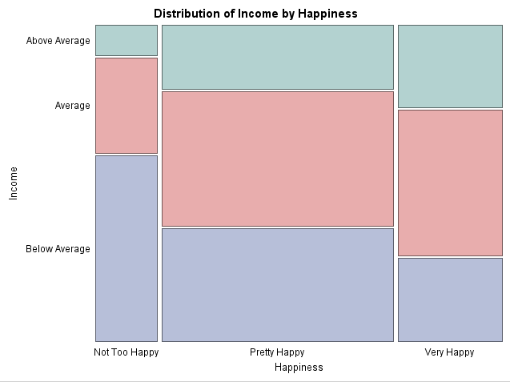 Distribution of Income by Happiness
Above Average
Average
Below Average
Income
Not Too Happy
Pretty Happy
Very Happy
Happiness